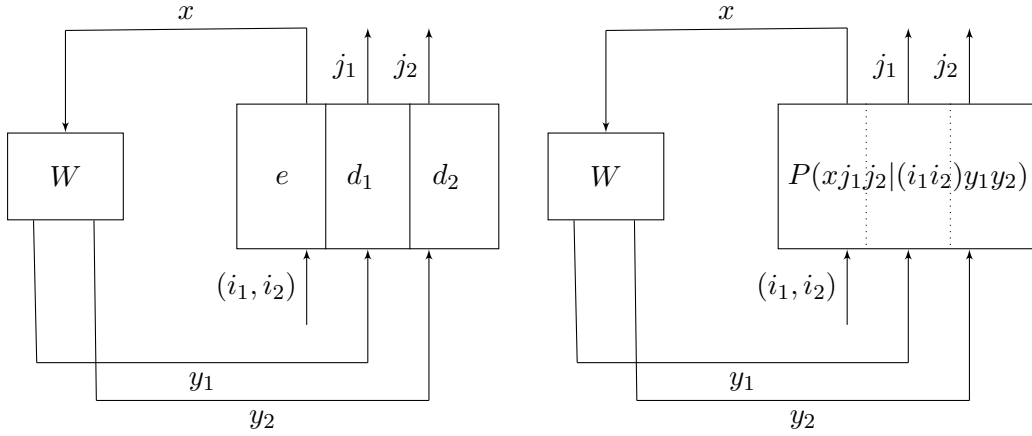 x
j₁
j₂
W
e
d₁
d₂
(i₁, i₂)
y₁
y₂
x
j₁
j₂
W
P(xj₁j₂|(i₁i₂)y₁y₂)
(i₁, i₂)
y₁
y₂